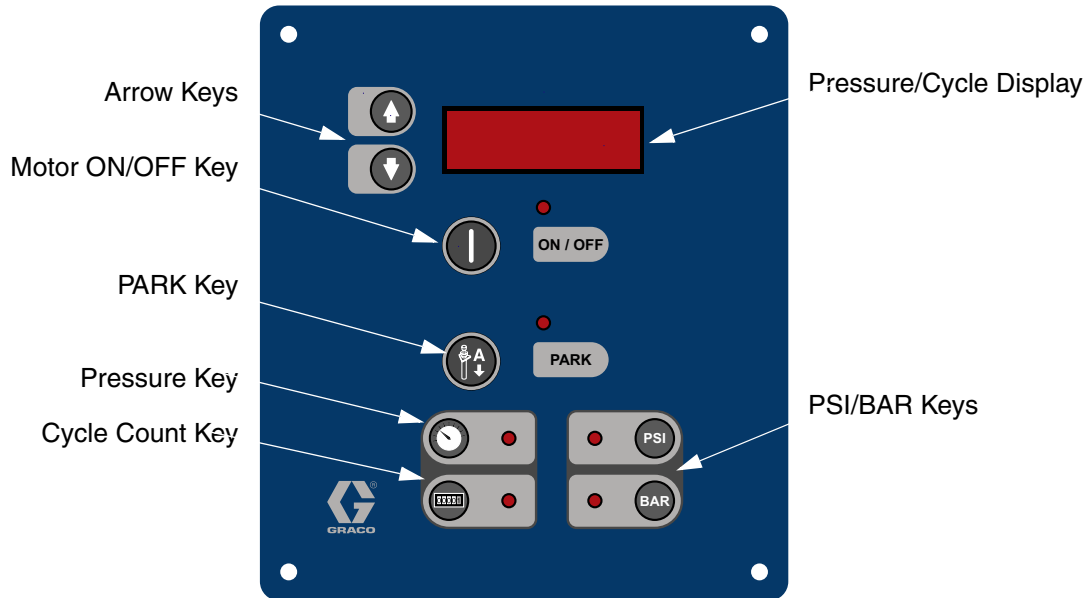 Arrow Keys
Pressure/Cycle Display
Motor ON/OFF Key
ON / OFF
PARK Key
A
PARK
Pressure Key
PSI/BAR Keys
Cycle Count Key
PSI
BAR
®
GRACO